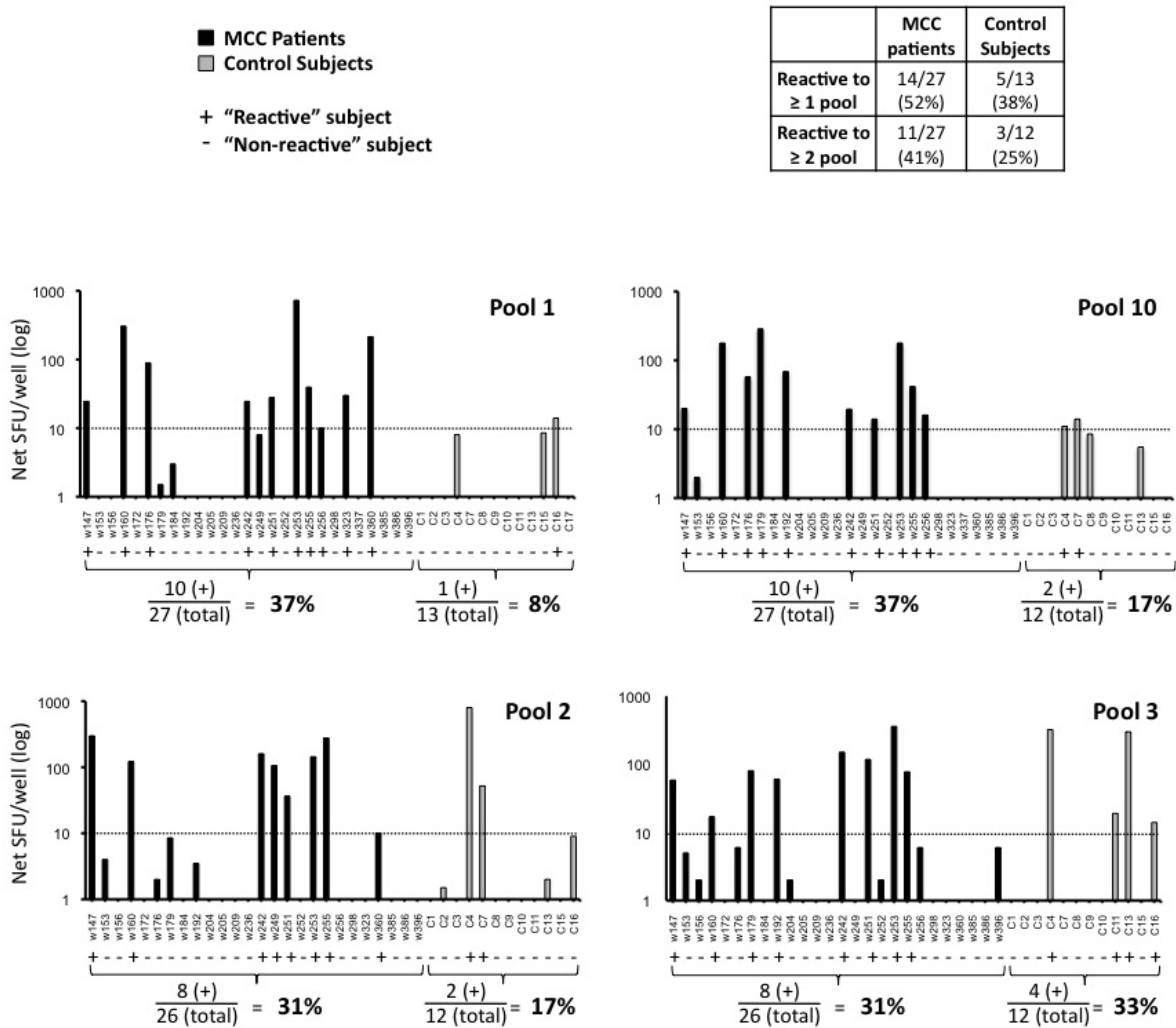 MCC Patients
Control Subjects
+ "Reactive" subject
- "Non-reactive" subject
MCC patients Control Subjects
Reactive to ≥ 1 pool 14/27 (52%) 5/13 (38%)
Reactive to ≥ 2 pool 11/27 (41%) 3/12 (25%)
Pool 1
Net SFU/well (log)
1000
100
10
1
w147 w153 w156 w160 w172 w176 w179 w184 w192 w204 w205 w209 w236 w242 w249 w251 w252 w253 w255 w256 w298 w323 w337 w360 w385 w386 w396 C1 C2 C3 C4 C7 C8 C9 C10 C11 C13 C15 C16 C17
+ - - + - + - - - - - - - + - + - + + + - + - + - - - - - - - - - - - - - - + -
10 (+)
27 (total)
= 37%
1 (+)
13 (total)
= 8%
Pool 10
1000
100
10
1
w147 w153 w156 w160 w172 w176 w179 w184 w192 w204 w205 w209 w236 w242 w249 w251 w252 w253 w255 w256 w298 w323 w337 w360 w385 w386 w396 C1 C2 C3 C4 C7 C8 C9 C10 C11 C13 C15 C16
+ - - + - + + - + - - - - + - + - + + + - - - - - - - - - - + + - - - - - - -
10 (+)
27 (total)
= 37%
2 (+)
12 (total)
= 17%
Pool 2
Net SFU/well (log)
1000
100
10
1
w147 w153 w156 w160 w172 w176 w179 w184 w192 w204 w205 w209 w236 w242 w249 w251 w252 w253 w255 w256 w298 w323 w360 w385 w386 w396 C1 C2 C3 C4 C7 C8 C9 C10 C11 C13 C15 C16
+ - - + - - - - - - - - - + + + - + + - - - + - - - - - - + + - - - - - - -
8 (+)
26 (total)
= 31%
2 (+)
12 (total)
= 17%
Pool 3
1000
100
10
1
w147 w153 w156 w160 w172 w176 w179 w184 w192 w204 w205 w209 w236 w242 w249 w251 w252 w253 w255 w256 w298 w323 w360 w385 w386 w396 C1 C2 C3 C4 C7 C8 C9 C10 C11 C13 C15 C16
+ - - + - - + - + - - - - + - + - + + - - - - - - - - - - + - - - - + + - +
8 (+)
26 (total)
= 31%
4 (+)
12 (total)
= 33%